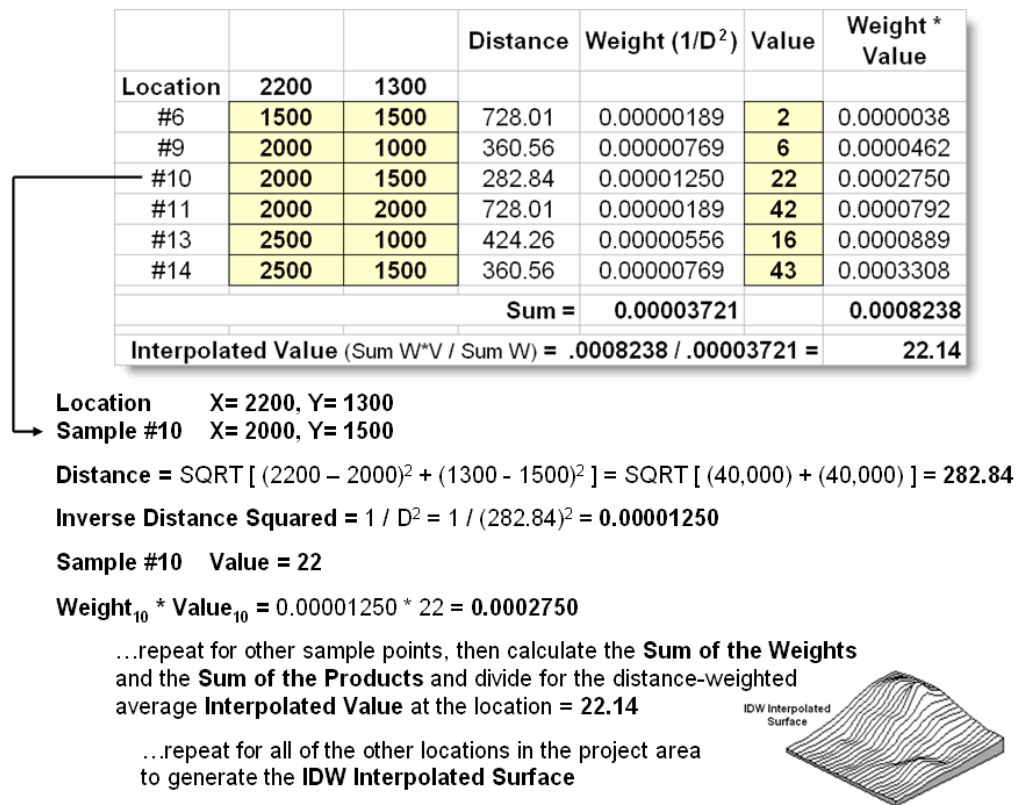 Distance Weight (1/D²) Value Weight * Value
Location 2200 1300
#6 1500 1500 728.01 0.00000189 2 0.0000038
#9 2000 1000 360.56 0.00000769 6 0.0000462
#10 2000 1500 282.84 0.00001250 22 0.0002750
#11 2000 2000 728.01 0.00000189 42 0.0000792
#13 2500 1000 424.26 0.00000556 16 0.0000889
#14 2500 1500 360.56 0.00000769 43 0.0003308
Sum = 0.00003721 0.0008238
Interpolated Value (Sum W*V / Sum W) = .0008238 / .00003721 = 22.14
Location X= 2200, Y= 1300
Sample #10 X= 2000, Y= 1500
Distance = SQRT [ (2200 – 2000)² + (1300 - 1500)² ] = SQRT [ (40,000) + (40,000) ] = 282.84
Inverse Distance Squared = 1 / D² = 1 / (282.84)² = 0.00001250
Sample #10 Value = 22
Weight₁₀ * Value₁₀ = 0.00001250 * 22 = 0.0002750
…repeat for other sample points, then calculate the Sum of the Weights
and the Sum of the Products and divide for the distance-weighted
average Interpolated Value at the location = 22.14
IDW Interpolated
Surface
…repeat for all of the other locations in the project area
to generate the IDW Interpolated Surface